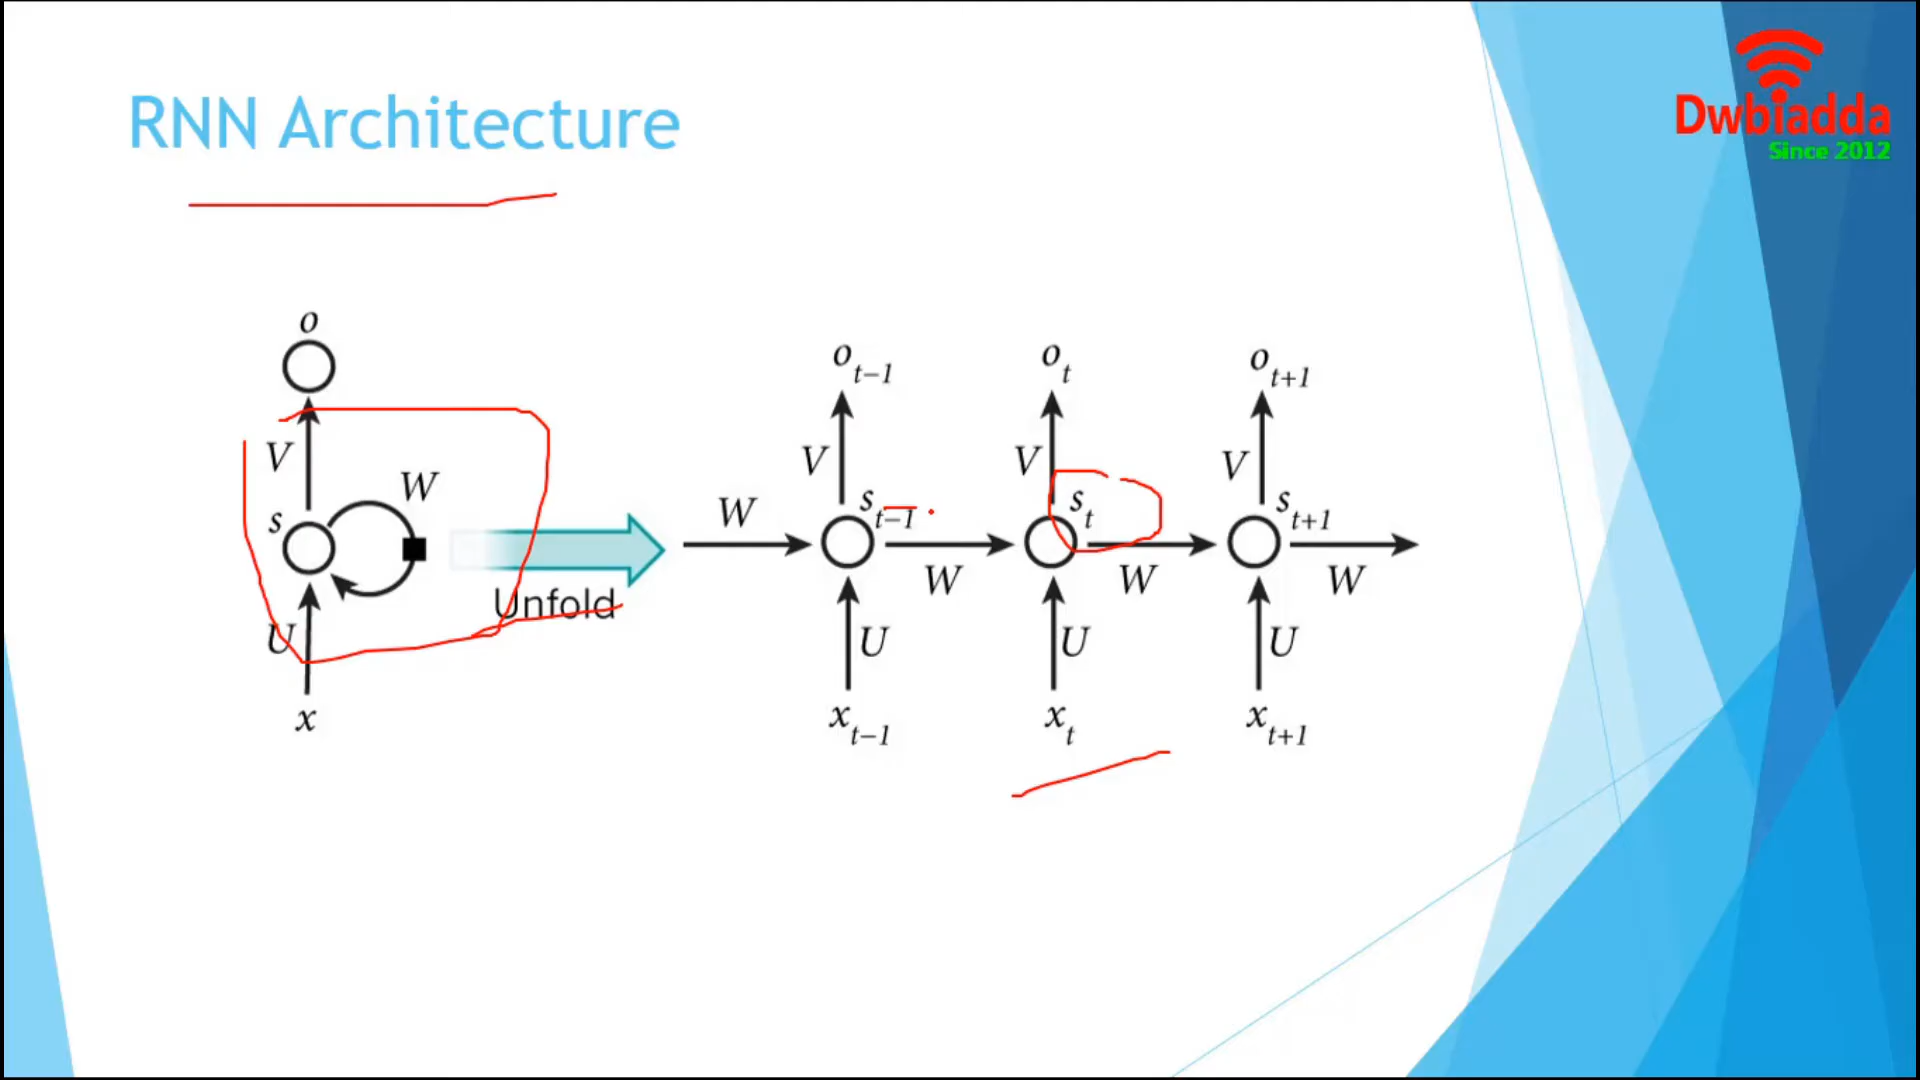 RNN Architecture
Dwbiadda
Since 2012
o
V
W
s
U
x
Unfold
o t-1 o t o t+1
V V V
W s t-1 s t s t+1
W W W
U U U
x t-1 x t x t+1